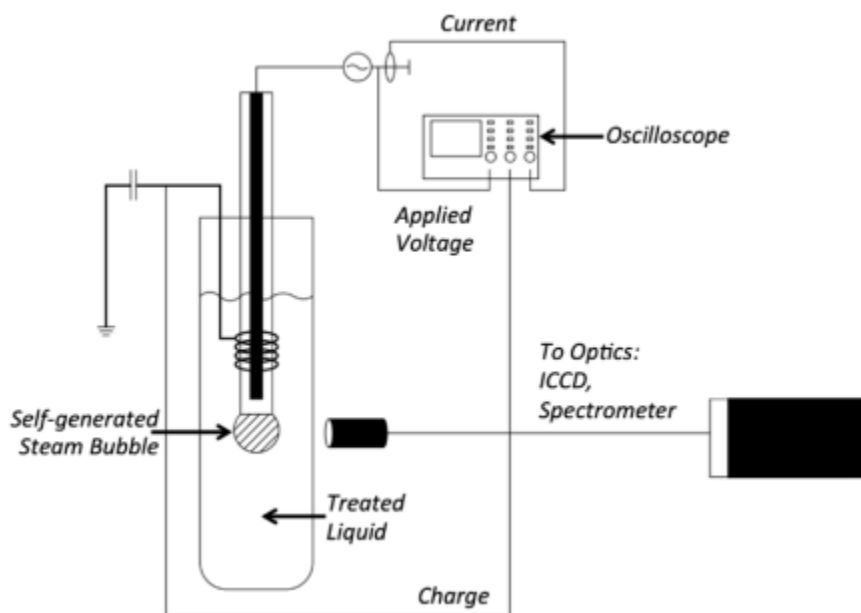 Current
Oscilloscope
Applied
Voltage
To Optics:
ICCD,
Spectrometer
Self-generated
Steam Bubble
Treated
Liquid
Charge